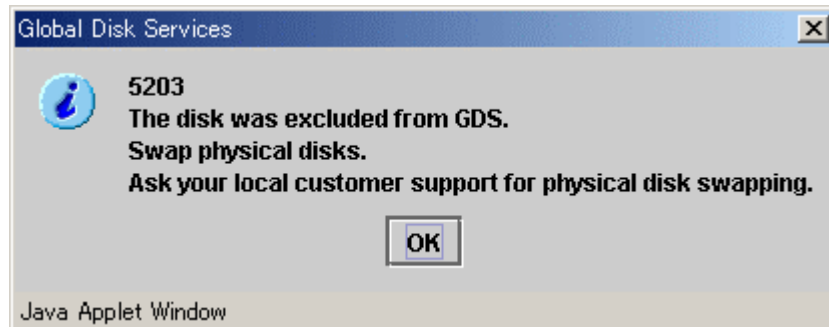 Global Disk Services
5203
The disk was excluded from GDS.
Swap physical disks.
Ask your local customer support for physical disk swapping.
OK
Java Applet Window